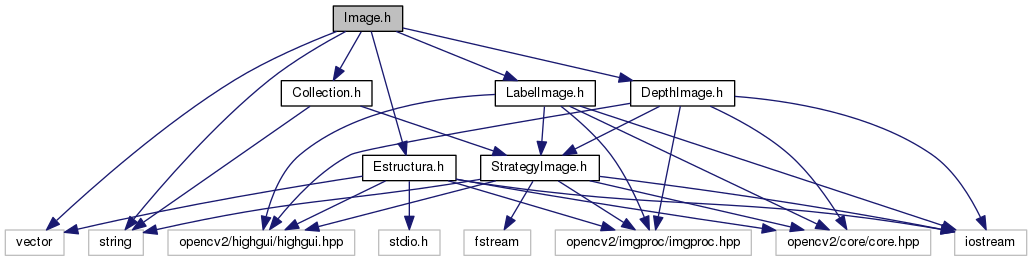 Image.h
Collection.h
LabelImage.h
DepthImage.h
Estructura.h
StrategyImage.h
vector
string
opencv2/highgui/highgui.hpp
stdio.h
fstream
opencv2/imgproc/imgproc.hpp
opencv2/core/core.hpp
iostream